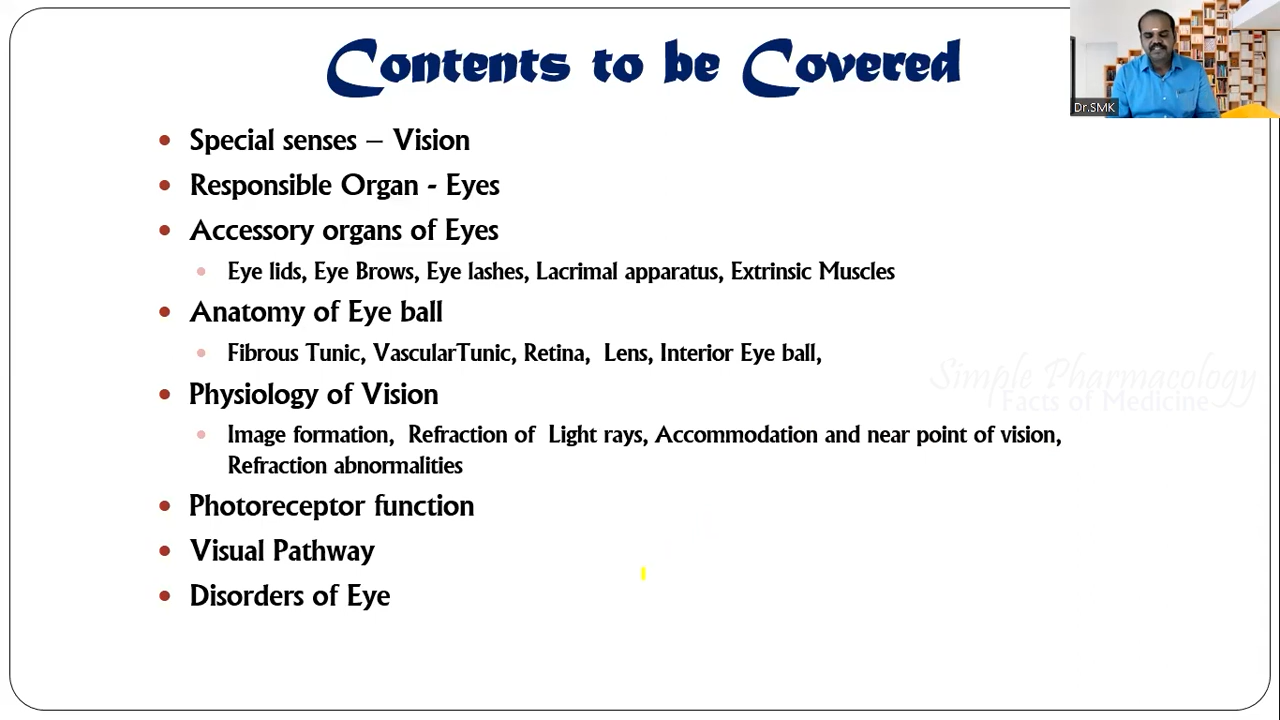 Contents to be Covered
Dr.SMK
• Special senses – Vision
• Responsible Organ - Eyes
• Accessory organs of Eyes
• Eye lids, Eye Brows, Eye lashes, Lacrimal apparatus, Extrinsic Muscles
• Anatomy of Eye ball
• Fibrous Tunic, VascularTunic, Retina, Lens, Interior Eye ball,
Simple Pharmacology
Facts of Medicine
• Physiology of Vision
• Image formation, Refraction of Light rays, Accommodation and near point of vision,
Refraction abnormalities
• Photoreceptor function
• Visual Pathway
• Disorders of Eye